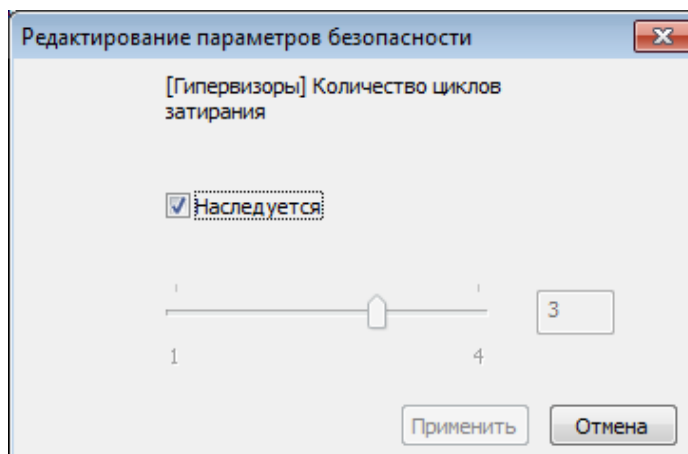 Редактирование параметров безопасности
[Гипервизоры] Количество циклов
затирания
Наследуется
3
1 4
Применить Отмена